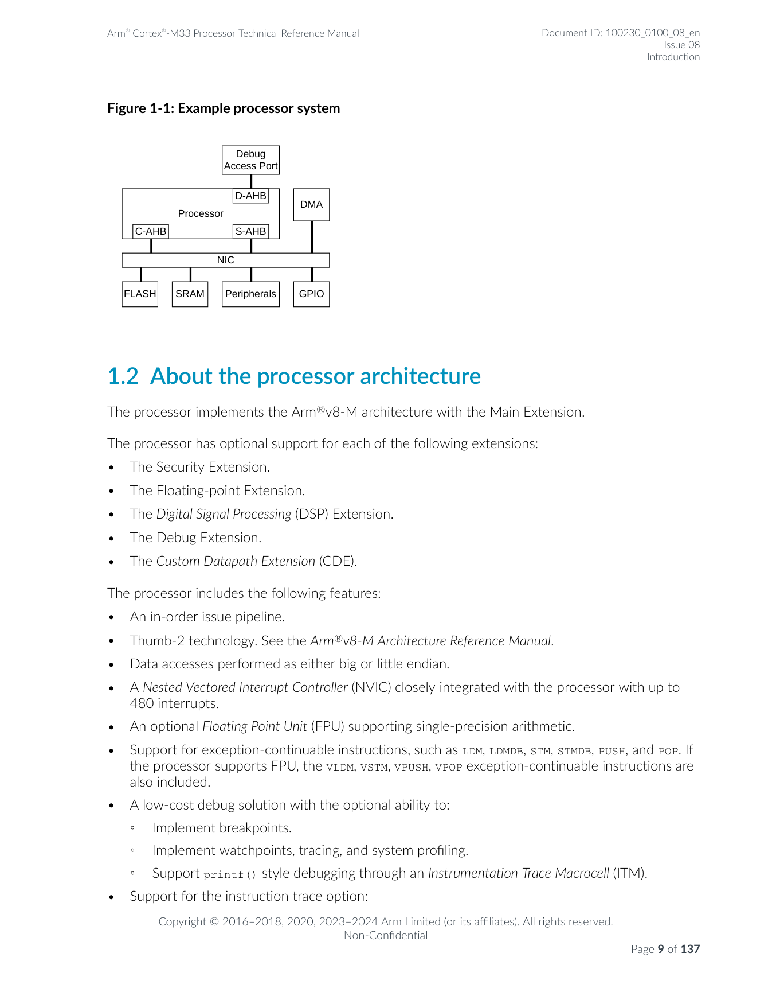 Arm® Cortex®-M33 Processor Technical Reference Manual
Document ID: 100230_0100_08_en
Issue 08
Introduction
Figure 1-1: Example processor system
Debug
Access Port
D-AHB
DMA
Processor
C-AHB
S-AHB
NIC
FLASH
SRAM
Peripherals
GPIO
1.2 About the processor architecture
The processor implements the Arm®v8-M architecture with the Main Extension.
The processor has optional support for each of the following extensions:
• The Security Extension.
• The Floating-point Extension.
• The Digital Signal Processing (DSP) Extension.
• The Debug Extension.
• The Custom Datapath Extension (CDE).
The processor includes the following features:
• An in-order issue pipeline.
• Thumb-2 technology. See the Arm®v8-M Architecture Reference Manual.
• Data accesses performed as either big or little endian.
• A Nested Vectored Interrupt Controller (NVIC) closely integrated with the processor with up to
480 interrupts.
• An optional Floating Point Unit (FPU) supporting single-precision arithmetic.
• Support for exception-continuable instructions, such as LDM, LDMDB, STM, STMDB, PUSH, and POP. If
the processor supports FPU, the VLDM, VSTM, VPUSH, VPOP exception-continuable instructions are
also included.
• A low-cost debug solution with the optional ability to:
◦ Implement breakpoints.
◦ Implement watchpoints, tracing, and system profiling.
◦ Support printf() style debugging through an Instrumentation Trace Macrocell (ITM).
• Support for the instruction trace option:
Copyright © 2016–2018, 2020, 2023–2024 Arm Limited (or its affiliates). All rights reserved.
Non-Confidential
Page 9 of 137